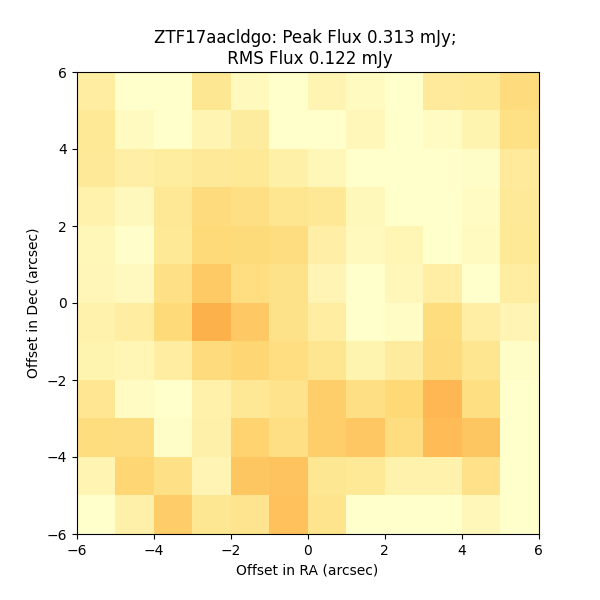 ZTF17aacldgo: Peak Flux 0.313 mJy;
RMS Flux 0.122 mJy
6
4
2
0
−2
−4
−6
Offset in Dec (arcsec)
−6 −4 −2 0 2 4 6
Offset in RA (arcsec)